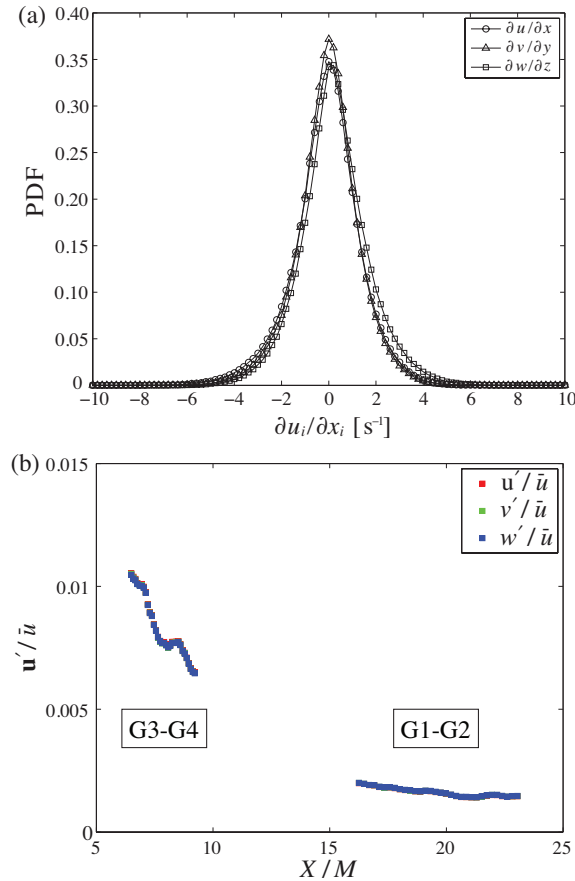 (a)
∂u/∂x
∂v/∂y
∂w/∂z
0.40
0.35
0.30
0.25
0.20
0.15
0.10
0.05
0
PDF
−10 −8 −6 −4 −2 0 2 4 6 8 10
∂u_i/∂x_i [s⁻¹]
(b)
0.015
0.01
0.005
0
u′/ū
u′/ū
v′/ū
w′/ū
G3-G4
G1-G2
5 10 15 20 25
X/M